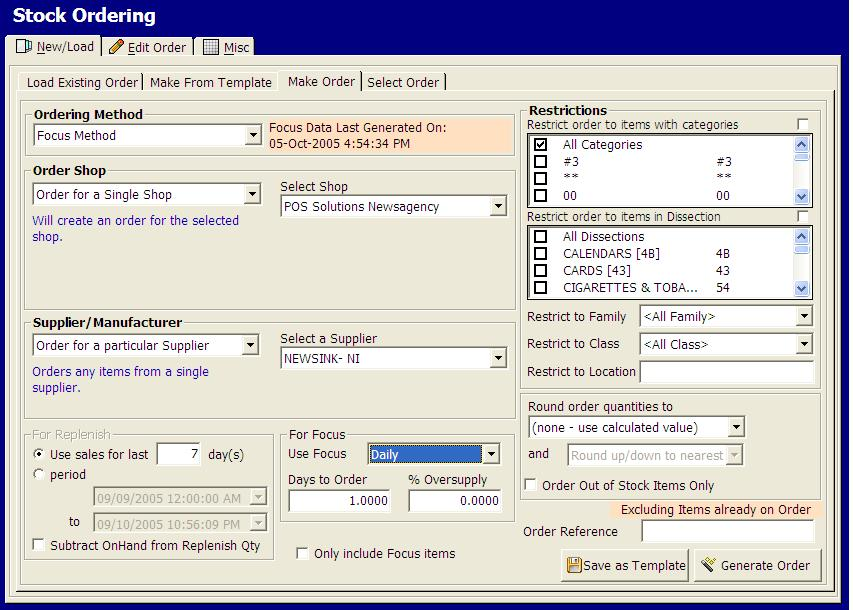 Stock Ordering
New/Load
Edit Order
Misc
Load Existing Order
Make From Template
Make Order
Select Order
Ordering Method
Focus Method
Focus Data Last Generated On:
05-Oct-2005 4:54:34 PM
Order Shop
Order for a Single Shop
Will create an order for the selected
shop.
Select Shop
POS Solutions Newsagency
Supplier/Manufacturer
Order for a particular Supplier
Orders any items from a single
supplier.
Select a Supplier
NEWSINK- NI
For Replenish
Use sales for last 7 day(s)
period
09/09/2005 12:00:00 AM
to 09/10/2005 10:56:09 PM
Subtract OnHand from Replenish Qty
For Focus
Use Focus Daily
Days to Order % Oversupply
1.0000 0.0000
Only include Focus items
Restrictions
Restrict order to items with categories
All Categories
#3 #3
** **
00 00
Restrict order to items in Dissection
All Dissections
CALENDARS [4B] 4B
CARDS [43] 43
CIGARETTES & TOBA... 54
Restrict to Family <All Family>
Restrict to Class <All Class>
Restrict to Location
Round order quantities to
(none - use calculated value)
and Round up/down to nearest
Order Out of Stock Items Only
Excluding Items already on Order
Order Reference
Save as Template
Generate Order